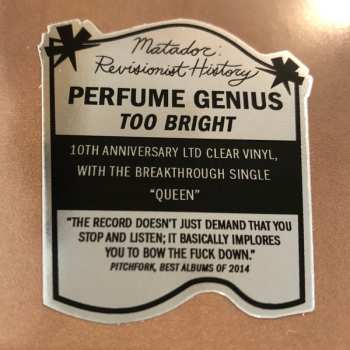 Matador:
Revisionist History
PERFUME GENIUS
TOO BRIGHT
10TH ANNIVERSARY LTD CLEAR VINYL,
WITH THE BREAKTHROUGH SINGLE
“QUEEN”
“THE RECORD DOESN’T JUST DEMAND THAT YOU
STOP AND LISTEN; IT BASICALLY IMPLORES
YOU TO BOW THE FUCK DOWN.”
PITCHFORK, BEST ALBUMS OF 2014